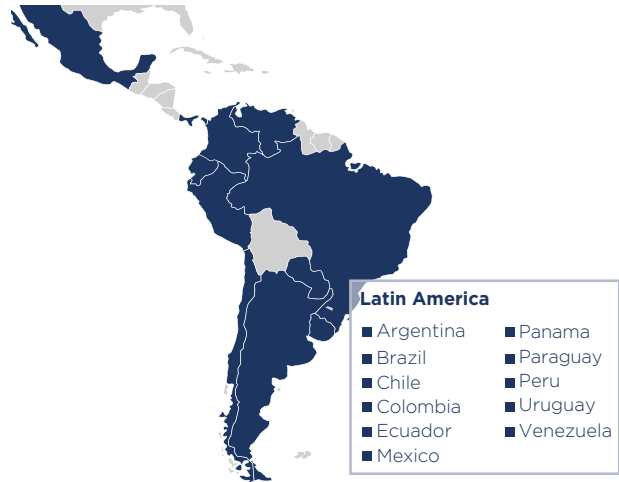 Latin America
Argentina
Brazil
Chile
Colombia
Ecuador
Mexico
Panama
Paraguay
Peru
Uruguay
Venezuela